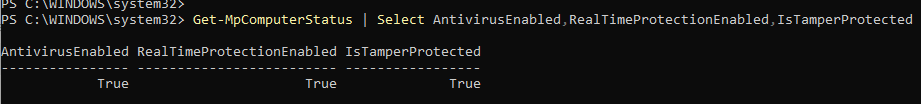 PS C:\WINDOWS\system32>
PS C:\WINDOWS\system32> Get-MpComputerStatus | Select AntivirusEnabled,RealTimeProtectionEnabled,IsTamperProtected
AntivirusEnabled RealTimeProtectionEnabled IsTamperProtected
---------------- ------------------------- -----------------
True True True